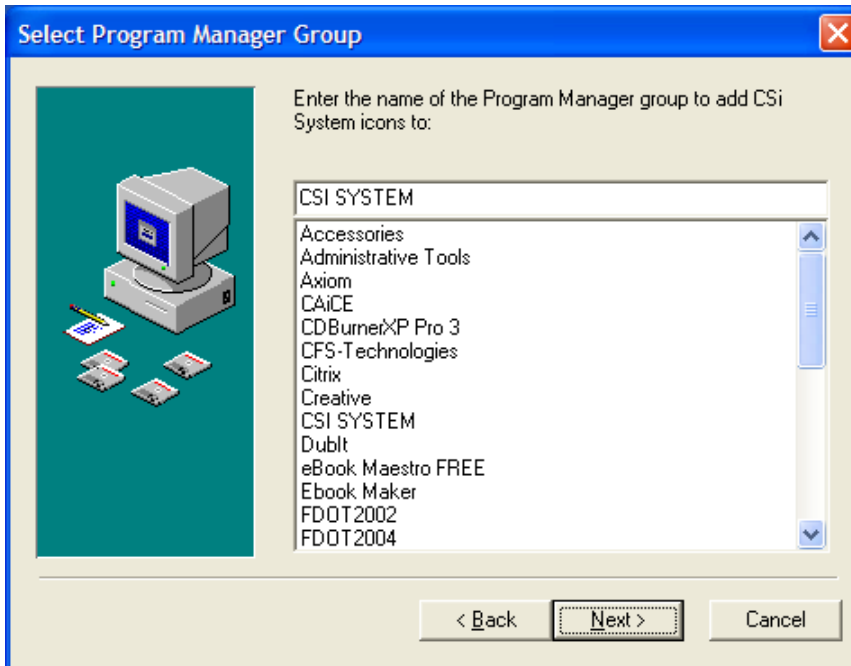 Select Program Manager Group
Enter the name of the Program Manager group to add CSi
System icons to:
CSI SYSTEM
Accessories
Administrative Tools
Axiom
CAiCE
CDBurnerXP Pro 3
CFS-Technologies
Citrix
Creative
CSI SYSTEM
DubIt
eBook Maestro FREE
Ebook Maker
FDOT2002
FDOT2004
< Back
Next >
Cancel